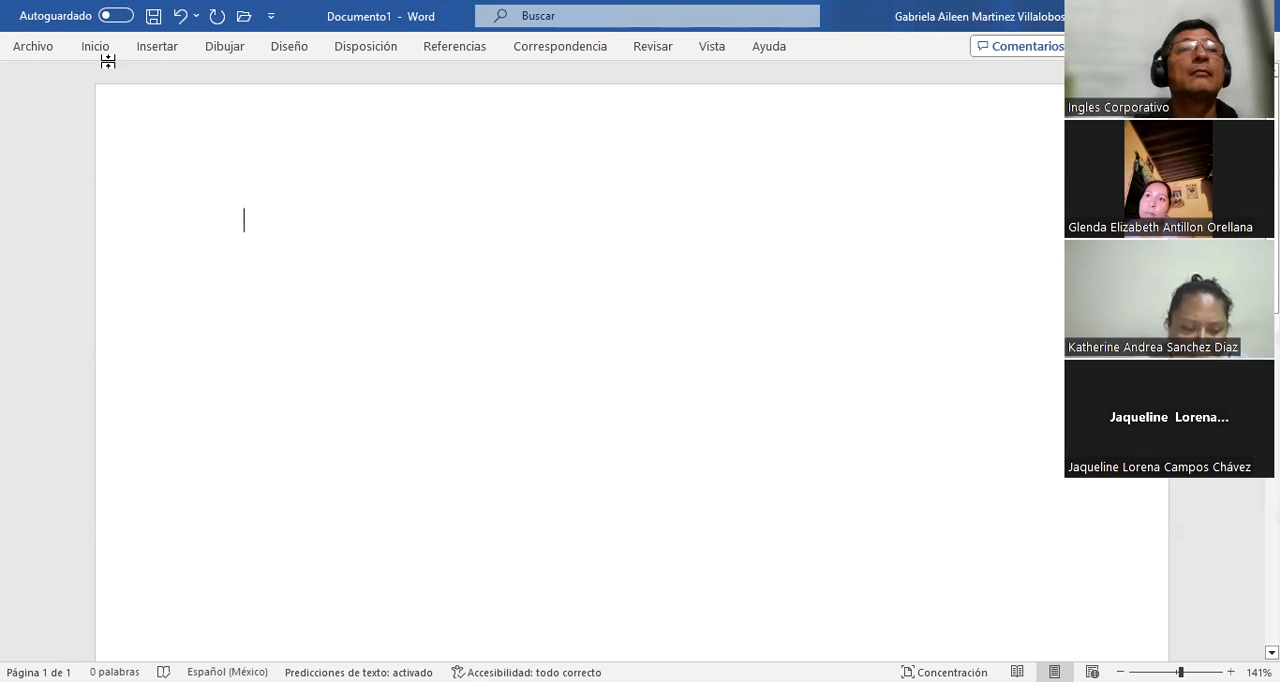 Autoguardado Documento1 - Word Buscar Gabriela Aileen Martinez Villalobos
Archivo Inicio Insertar Dibujar Diseño Disposición Referencias Correspondencia Revisar Vista Ayuda Comentarios
Ingles Corporativo
Glenda Elizabeth Antillon Orellana
Katherine Andrea Sanchez Diaz
Jaqueline Lorena...
Jaqueline Lorena Campos Chávez
Página 1 de 1 0 palabras Español (México) Predicciones de texto: activado Accesibilidad: todo correcto Concentración 141%